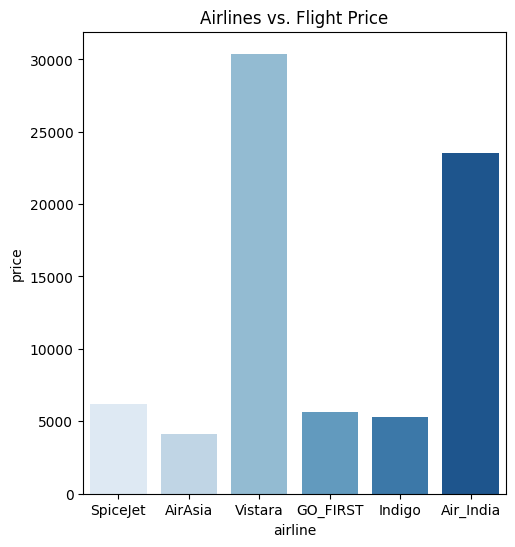 Airlines vs. Flight Price
price
30000
25000
20000
15000
10000
5000
0
SpiceJet AirAsia Vistara GO_FIRST Indigo Air_India
airline